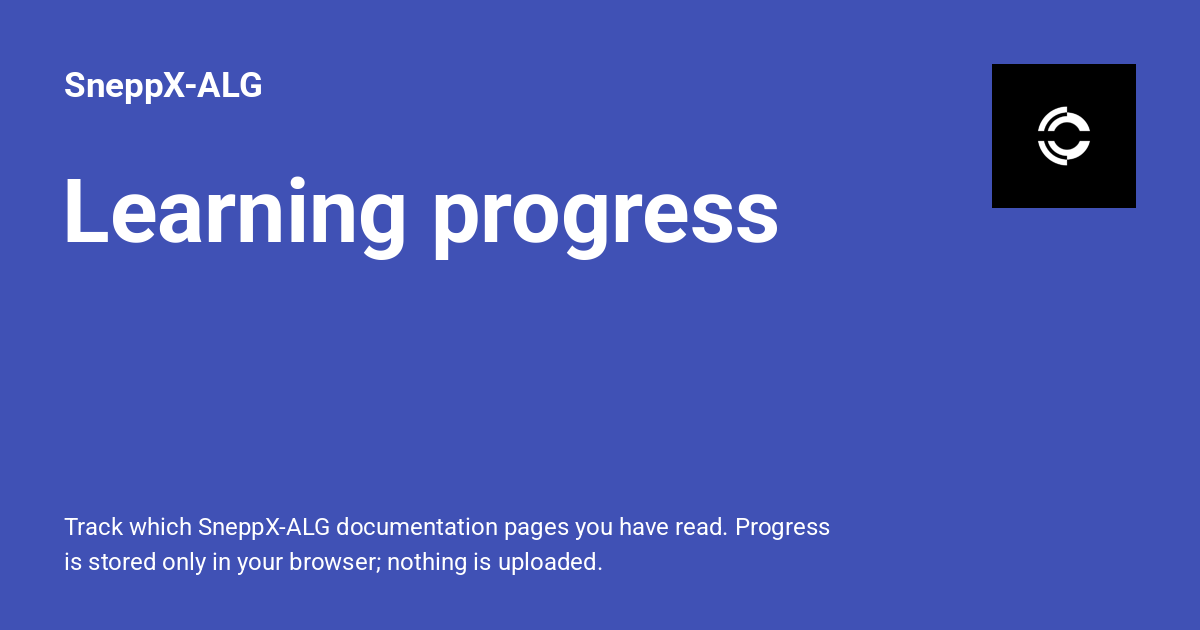 SneppX-ALG
Learning progress
Track which SneppX-ALG documentation pages you have read. Progress
is stored only in your browser; nothing is uploaded.